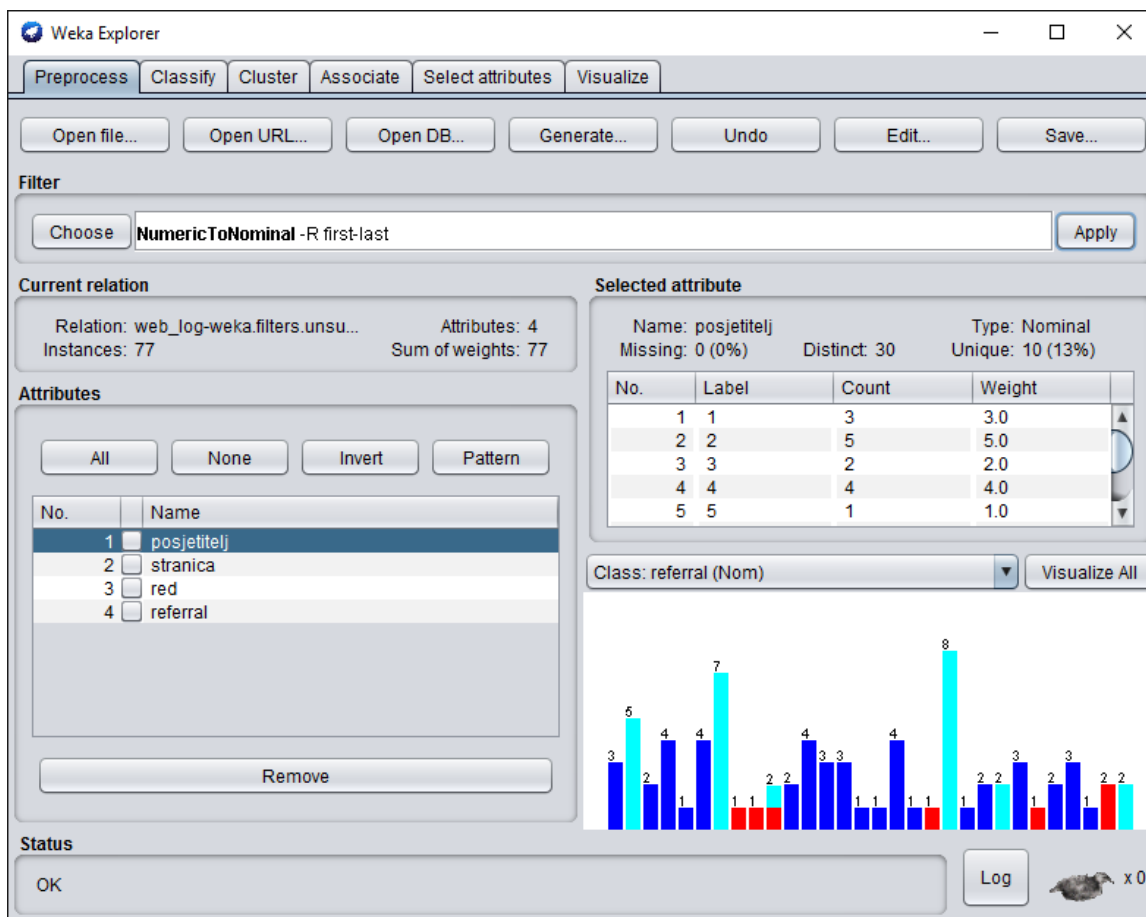 Weka Explorer
Preprocess Classify Cluster Associate Select attributes Visualize
Open file... Open URL... Open DB... Generate... Undo Edit... Save...
Filter
Choose NumericToNominal -R first-last Apply
Current relation
Relation: web_log-weka.filters.unsu... Attributes: 4
Instances: 77 Sum of weights: 77
Attributes
All None Invert Pattern
No. Name
1 posjetitelj
2 stranica
3 red
4 referral
Remove
Selected attribute
Name: posjetitelj Type: Nominal
Missing: 0 (0%) Distinct: 30 Unique: 10 (13%)
No. Label Count Weight
1 1 3 3.0
2 2 5 5.0
3 3 2 2.0
4 4 4 4.0
5 5 1 1.0
Class: referral (Nom) Visualize All
3 5 2 4 1 4 7 1 1 2 2 4 3 3 1 1 4 1 1 8 1 2 2 3 1 2 3 1 2 2
Status
OK
Log x 0